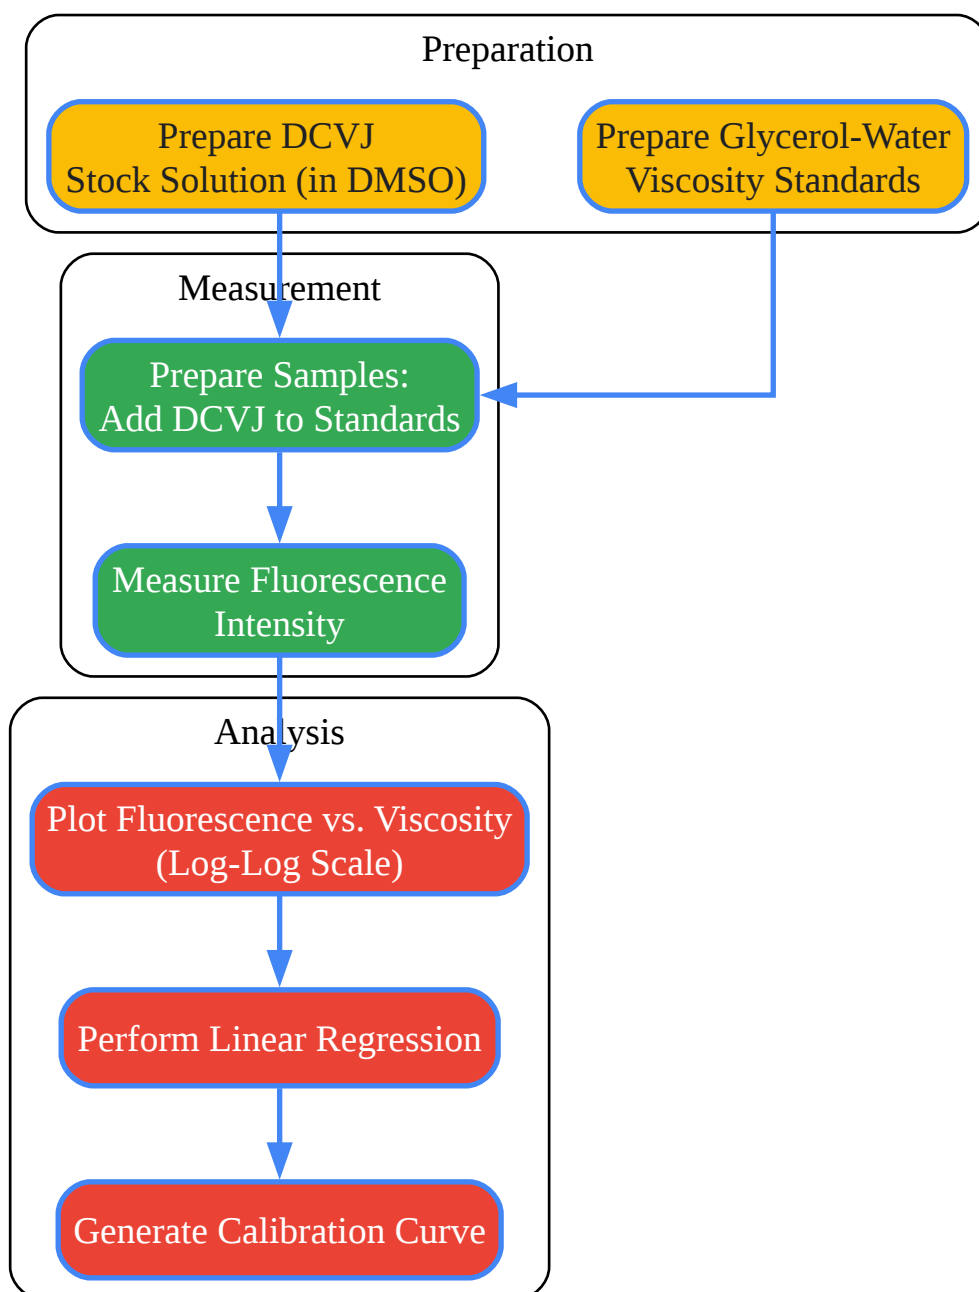 Preparation
Prepare DCVJ
Stock Solution (in DMSO)
Prepare Glycerol-Water
Viscosity Standards
Measurement
Prepare Samples:
Add DCVJ to Standards
Measure Fluorescence
Intensity
Analysis
Plot Fluorescence vs. Viscosity
(Log-Log Scale)
Perform Linear Regression
Generate Calibration Curve